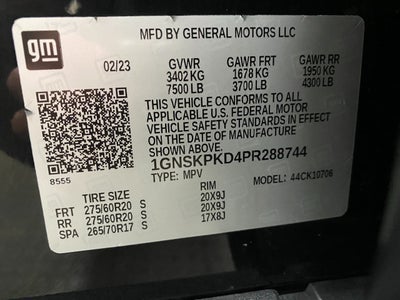 gm
MFD BY GENERAL MOTORS LLC
02/23 GVWR GAWR FRT GAWR RR
3402 KG 1678 KG 1950 KG
7500 LB 3700 LB 4300 LB
THIS VEHICLE CONFORMS TO ALL
APPLICABLE U.S. FEDERAL MOTOR
VEHICLE SAFETY STANDARDS IN EFFECT
ON THE DATE OF MANUFACTURE
SHOWN ABOVE.
1GNSKPKD4PR288744
8555 TYPE: MPV MODEL: 44CK10706
TIRE SIZE RIM
FRT 275/60R20 S 20X9J
RR 275/60R20 S 20X9J
SPA 265/70R17 S 17X8J